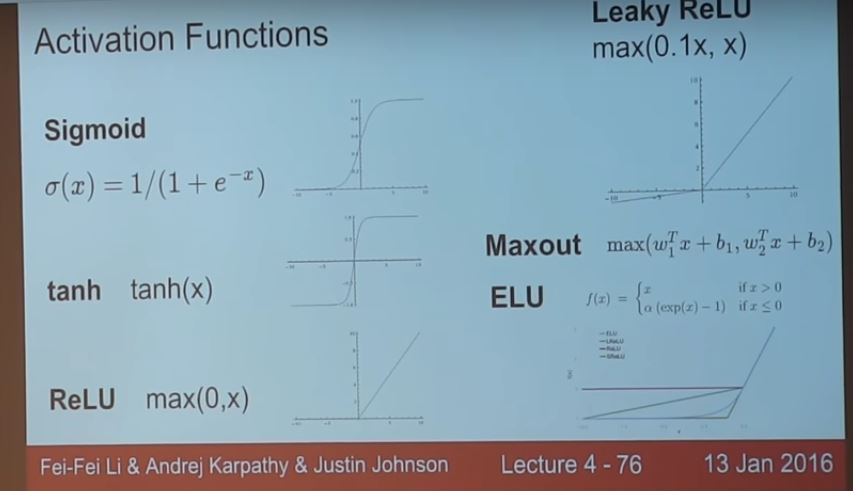 Activation Functions
Leaky ReLU
max(0.1x, x)
Sigmoid
σ(x) = 1/(1 + e⁻ˣ)
tanh tanh(x)
ReLU max(0,x)
Maxout max(w₁ᵀx + b₁, w₂ᵀx + b₂)
ELU f(x) = { x if x > 0
α (exp(x) − 1) if x ≤ 0
Fei-Fei Li & Andrej Karpathy & Justin Johnson Lecture 4 - 76 13 Jan 2016